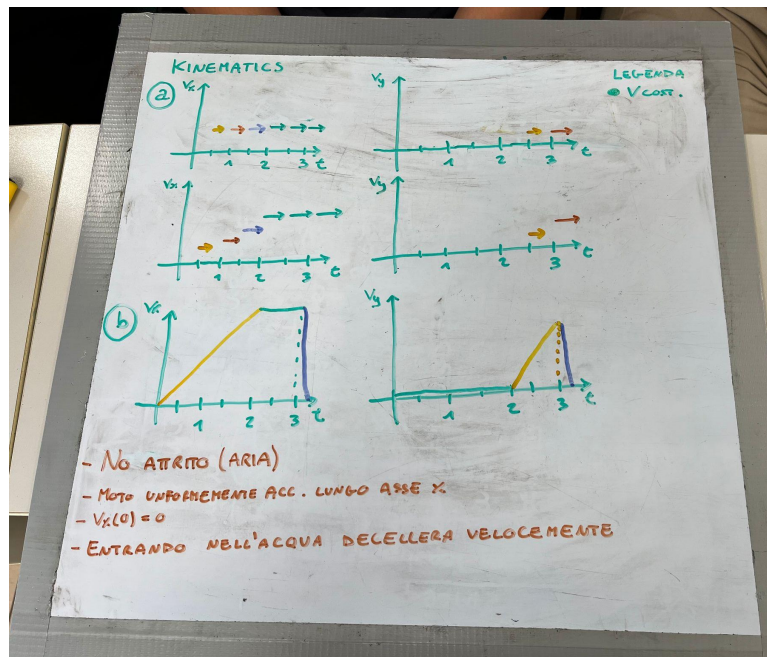 KINEMATICS
LEGENDA
● V COST.
a
Vx
1 2 3 t
Vy
1 2 3 t
Vx
1 2 3 t
Vy
1 2 3 t
b
Vx
1 2 3 t
Vy
1 2 3 t
- NO ATTRITO (ARIA)
- MOTO UNFORMEMENTE ACC. LUNGO ASSE X
- Vx(0) = 0
- ENTRANDO NELL'ACQUA DECELLERA VELOCEMENTE